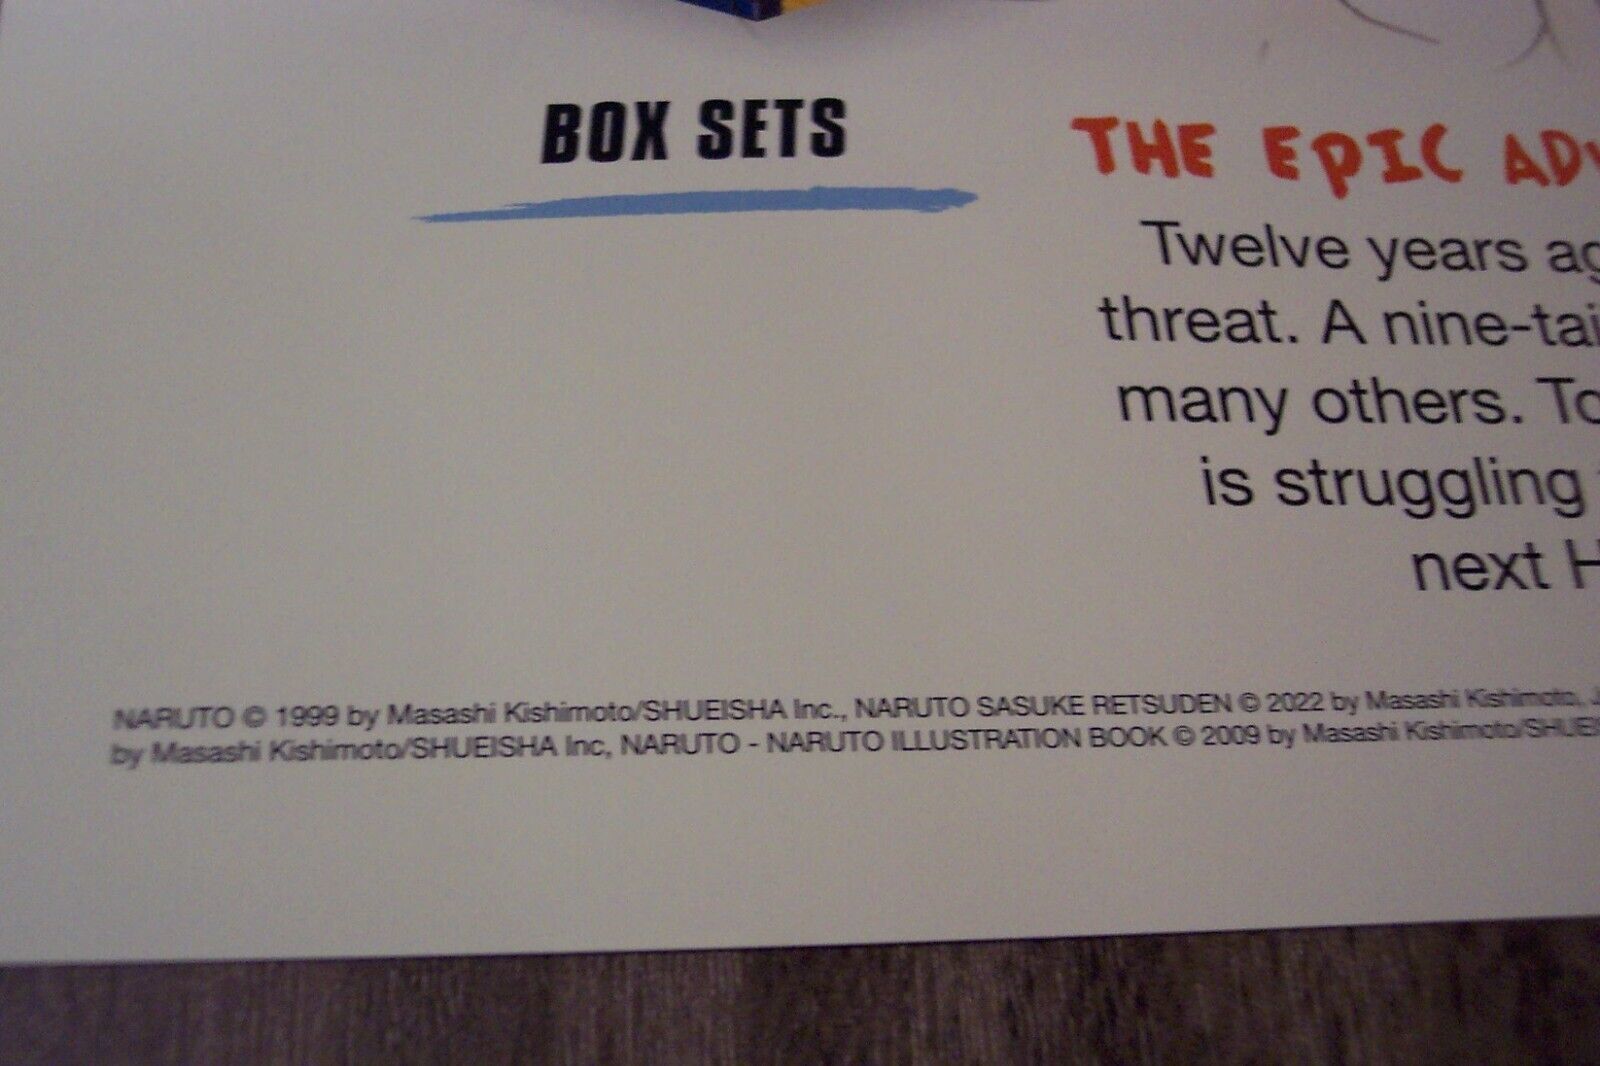 BOX SETS
THE EPIC
Twelve years
threat. A
many others.
is struggling
next
NARUTO © 1999 by Masashi Kishimoto/SHUEISHA Inc., NARUTO SASUKE RETSUDEN © 2022 by Masashi Kishimoto,
by Masashi Kishimoto/SHUEISHA Inc, NARUTO - NARUTO ILLUSTRATION BOOK © 2009 by Masashi Kishimoto/